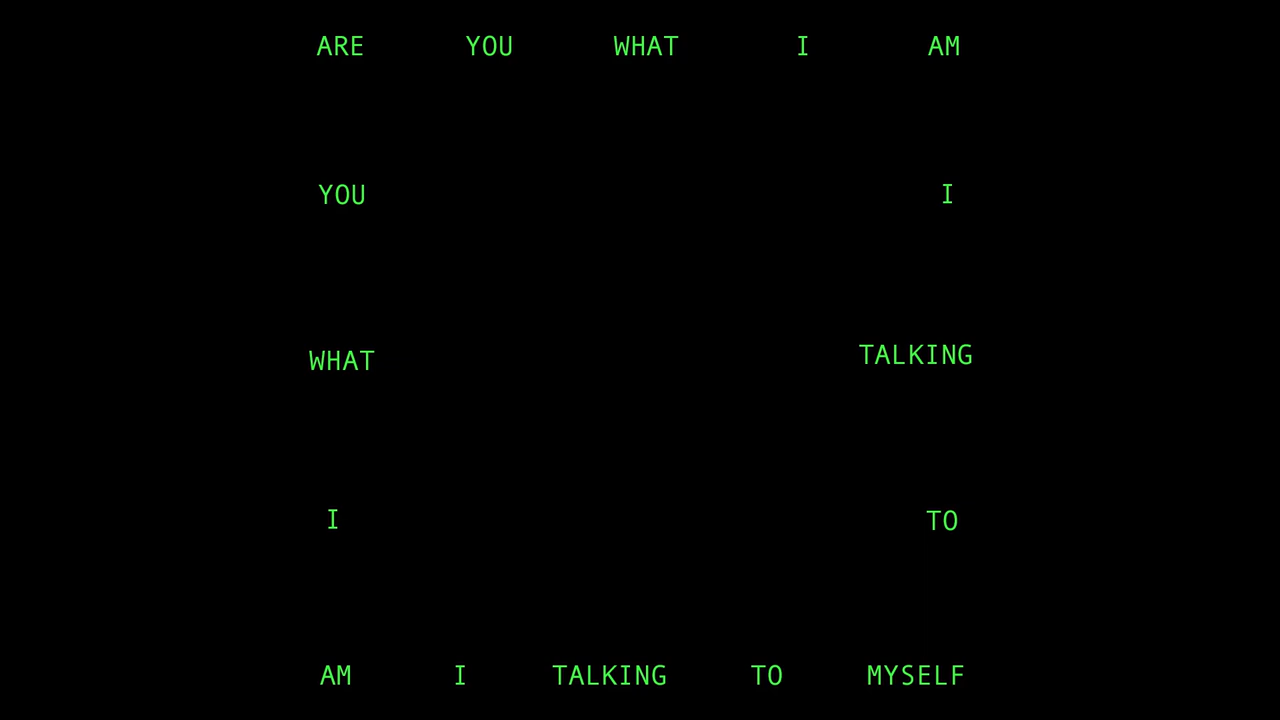 ARE YOU WHAT I AM
YOU I
WHAT TALKING
I TO
AM I TALKING TO MYSELF